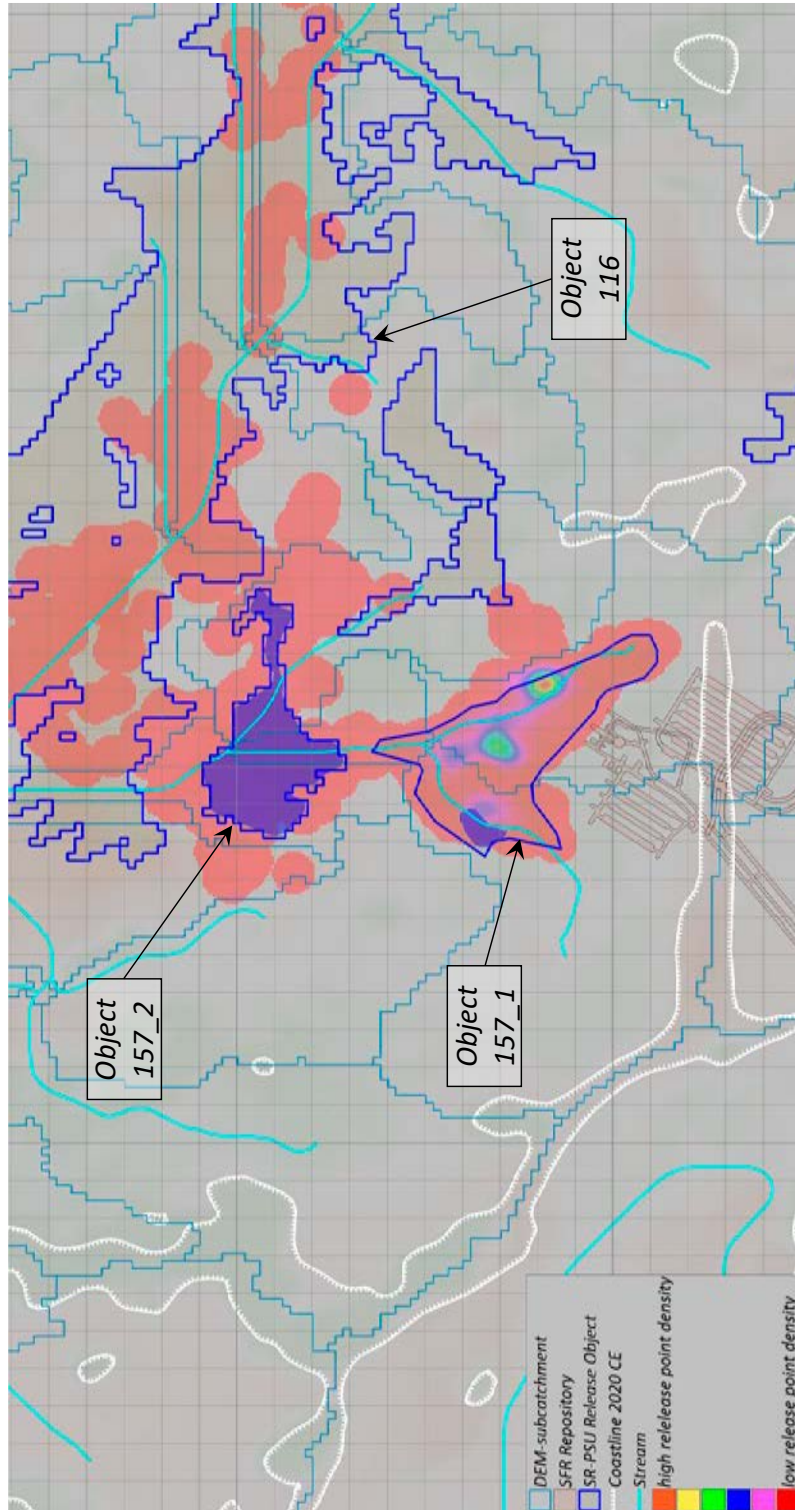 Object
157_2
Object
157_1
Object
116
DEM-subcatchment
SFR Repository
SR-PSU Release Object
Coastline 2020 CE
Stream
high relelease point density
low release point density